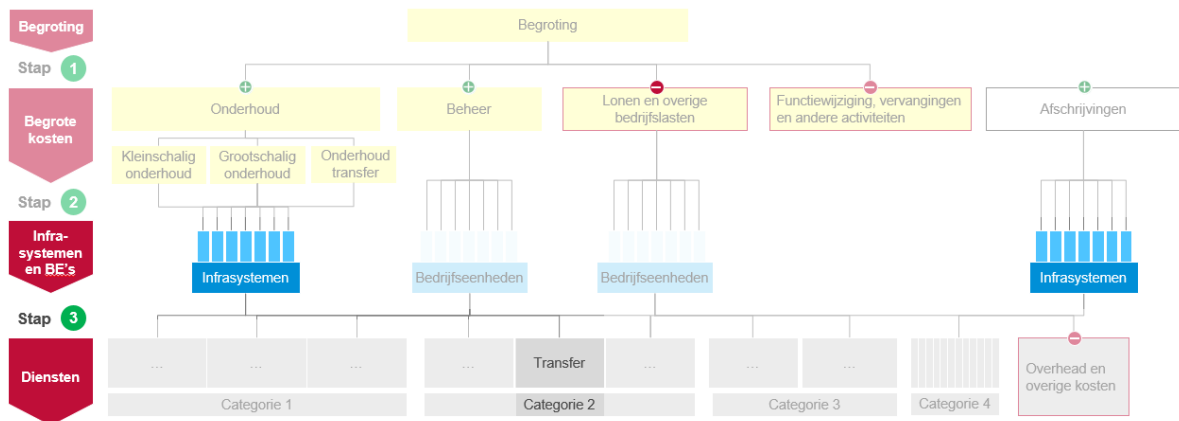 Begroting
Begroting
Stap 1
Begrote
kosten
Onderhoud
Beheer
Lonen en overige
bedrijfslasten
Functiewijziging, vervangingen
en andere activiteiten
Afschrijvingen
Kleinschalig
onderhoud
Grootschalig
onderhoud
Onderhoud
transfer
Stap 2
Infra-
systemen
en BE's
Infrasystemen
Bedrijfseenheden
Bedrijfseenheden
Infrasystemen
Stap 3
Diensten
...
...
...
...
Transfer
...
...
...
Overhead en
overige kosten
Categorie 1
Categorie 2
Categorie 3
Categorie 4